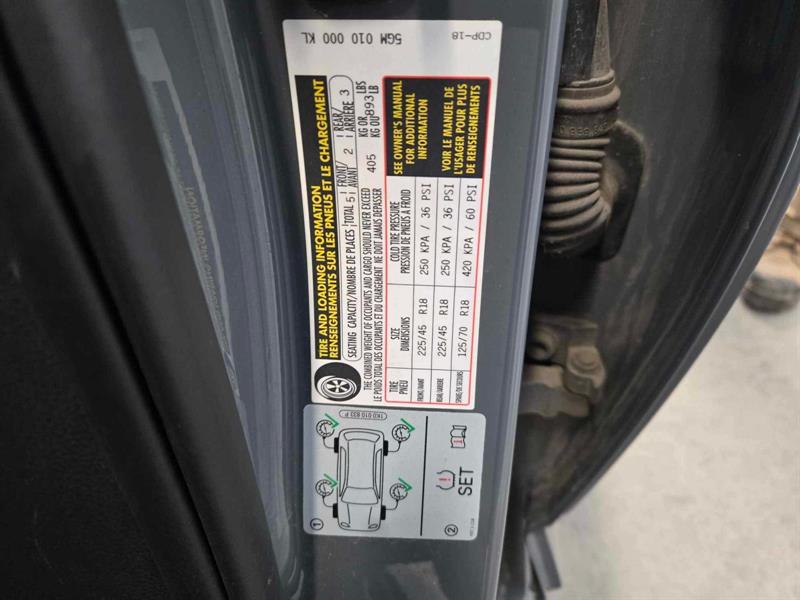 CDP-18
5GM 010 000 KL
TIRE AND LOADING INFORMATION
RENSEIGNEMENTS SUR LES PNEUS ET LE CHARGEMENT
SEATING CAPACITY/NOMBRE DE PLACES TOTAL 5 FRONT/AVANT 2 REAR/ARRIÈRE 3
THE COMBINED WEIGHT OF OCCUPANTS AND CARGO SHOULD NEVER EXCEED
LE POIDS TOTAL DES OCCUPANTS ET DU CHARGEMENT NE DOIT JAMAIS DEPASSER
405 KG OR/KG OU 893 LBS/LB
TIRE PNEU
SIZE DIMENSIONS
COLD TIRE PRESSURE
PRESSION DE PNEUS A FROID
FRONT/AVANT 225/45 R18 250 KPA / 36 PSI
REAR/ARRIERE 225/45 R18 250 KPA / 36 PSI
SPARE/DE SECOURS 125/70 R18 420 KPA / 60 PSI
SEE OWNER'S MANUAL
FOR ADDITIONAL
INFORMATION
VOIR LE MANUEL DE
L'USAGER POUR PLUS
DE RENSEIGNEMENTS
1
1K0 010 833 P
2
SET